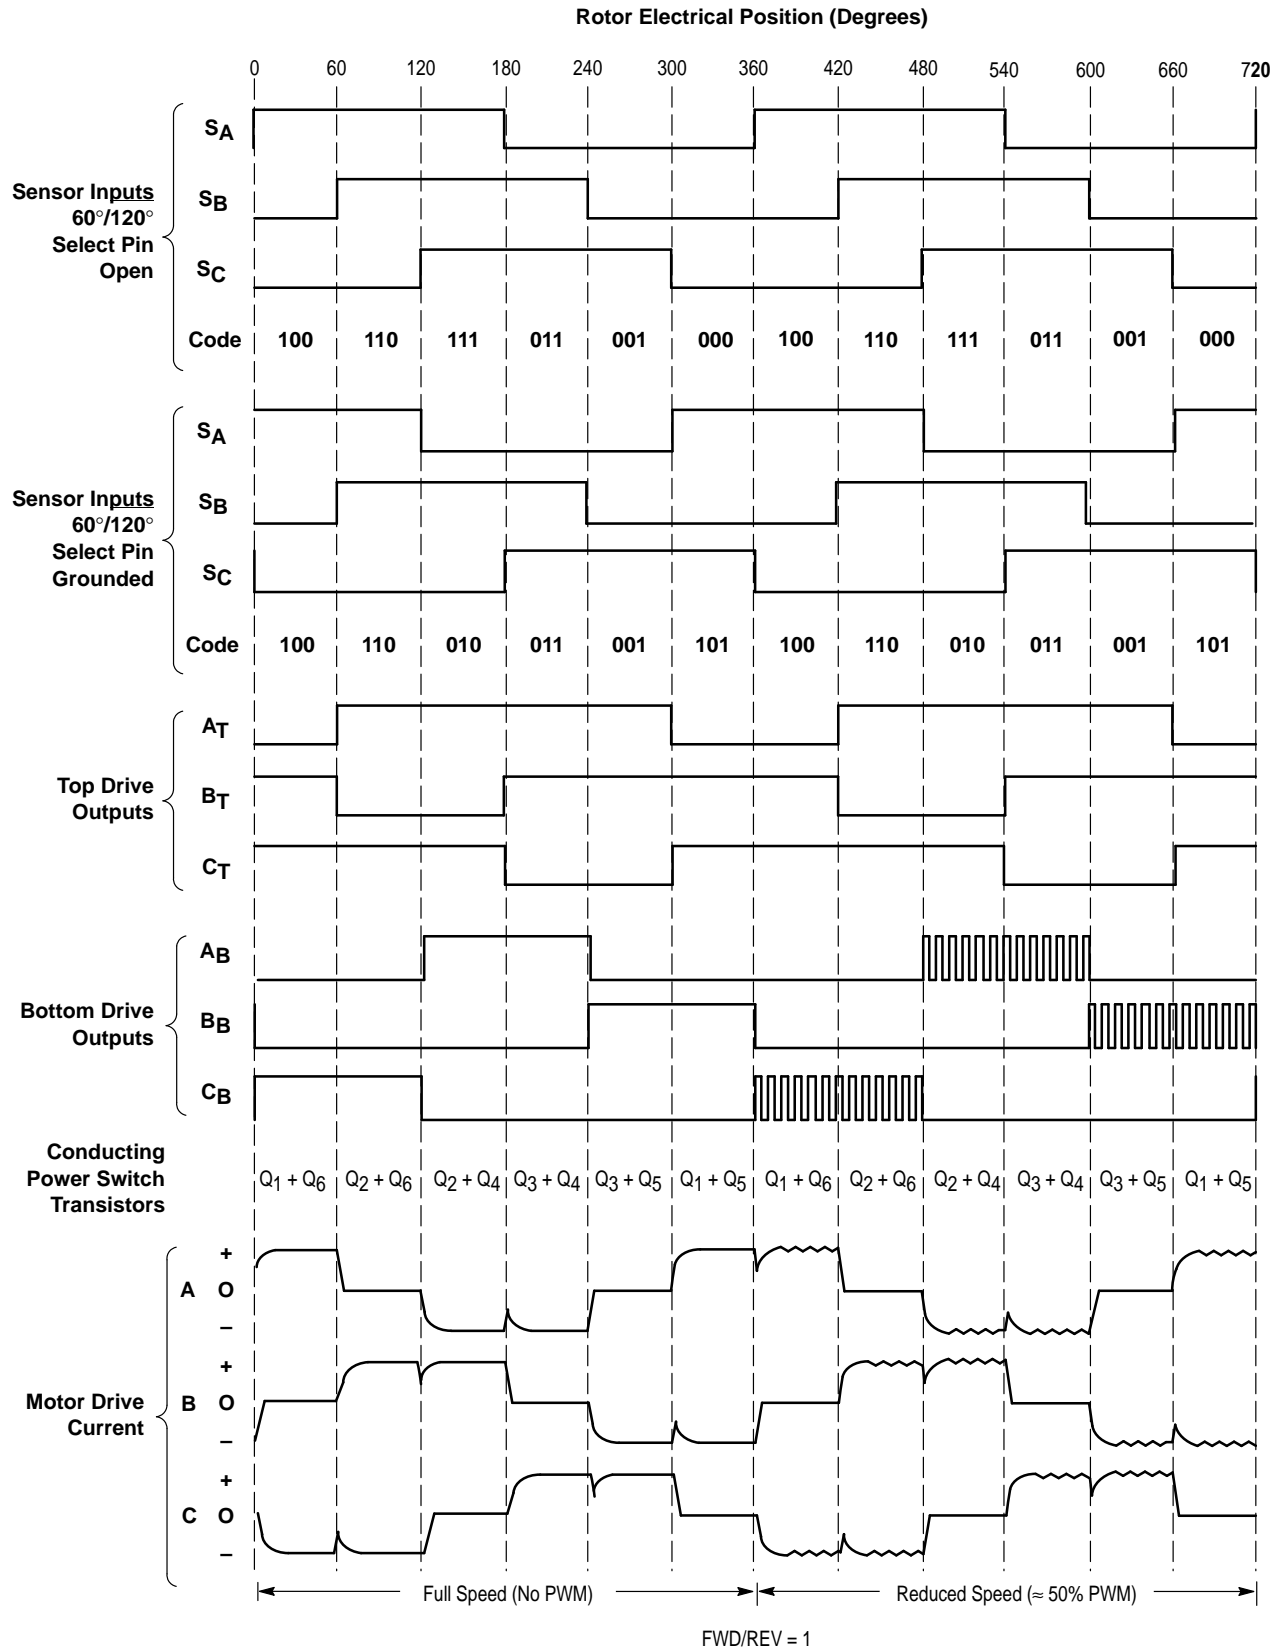 Rotor Electrical Position (Degrees)
0 60 120 180 240 300 360 420 480 540 600 660 720
SA
Sensor Inputs
60°/120°
Select Pin
Open
SB
SC
Code 100 110 111 011 001 000 100 110 111 011 001 000
SA
Sensor Inputs
60°/120°
Select Pin
Grounded
SB
SC
Code 100 110 010 011 001 101 100 110 010 011 001 101
AT
Top Drive
Outputs
BT
CT
AB
Bottom Drive
Outputs
BB
CB
Conducting
Power Switch
Transistors
Q1 + Q6 Q2 + Q6 Q2 + Q4 Q3 + Q4 Q3 + Q5 Q1 + Q5 Q1 + Q6 Q2 + Q6 Q2 + Q4 Q3 + Q4 Q3 + Q5 Q1 + Q5
+
A O
–
Motor Drive
Current
+
B O
–
+
C O
–
Full Speed (No PWM) Reduced Speed (≈ 50% PWM)
FWD/REV = 1